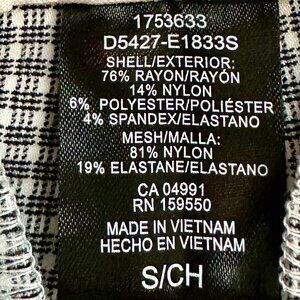 1753633
D5427-E1833S
SHELL/EXTERIOR:
76% RAYON/RAYÓN
14% NYLON
6% POLYESTER/POLIÉSTER
4% SPANDEX/ELASTANO
MESH/MALLA:
81% NYLON
19% ELASTANE/ELASTANO
CA 04991
RN 159550
MADE IN VIETNAM
HECHO EN VIETNAM
S/CH